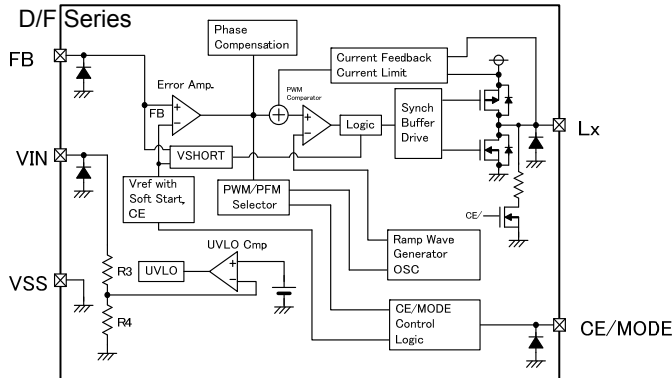 D/F Series
FB
VIN
VSS
Phase
Compensation
Error Amp.
FB
+
−
VSHORT
Vref with
Soft Start,
CE
PWM/PFM
Selector
PWM
Comparator
+
−
Logic
Current Feedback
Current Limit
Synch
Buffer
Drive
Lx
CE/
UVLO Cmp
UVLO
+
−
R3
R4
Ramp Wave
Generator
OSC
CE/MODE
Control
Logic
CE/MODE